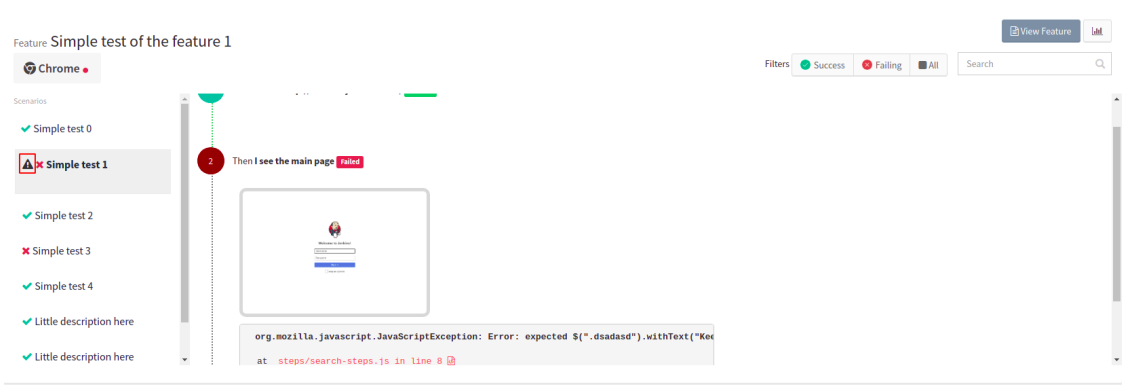 View Feature
Feature Simple test of the feature 1
Chrome
Filters Success Failing All Search
Scenarios
Simple test 0
2 Then I see the main page Failed
Simple test 1
Simple test 2
Welcome to Jenkins!
Simple test 3
Simple test 4
Little description here
org.mozilla.javascript.JavaScriptException: Error: expected $(".dsadasd").withText("Kee
Little description here
at steps/search-steps.js in line 8